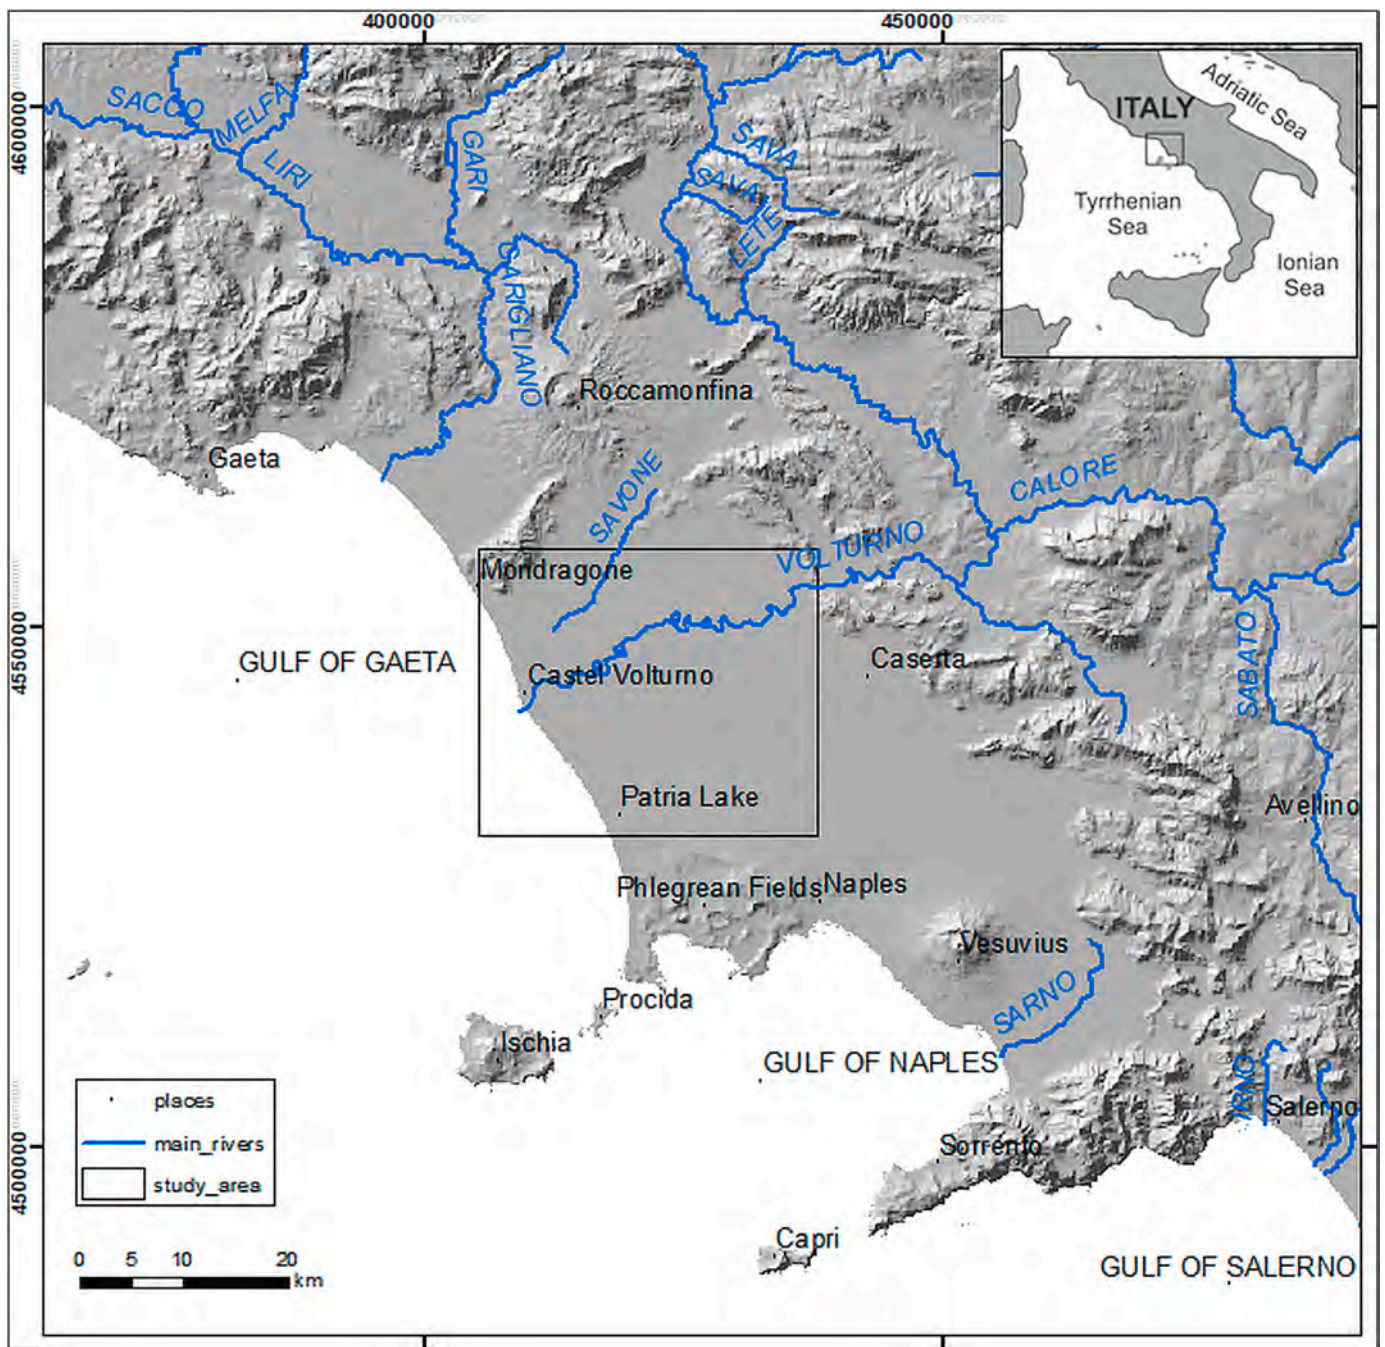 400000
450000
4600000
4550000
4500000
SACCO
MELFA
LIRI
GARI
GARIGLIANO
SAVA
SAVA
LETE
ITALY
Adriatic Sea
Tyrrhenian
Sea
Ionian
Sea
Roccamonfina
Gaeta
SAVONE
CALORE
VOLTURNO
Mondragone
GULF OF GAETA
Castel Volturno
Caserta
SABATO
Patria Lake
Avellino
Phlegrean Fields
Naples
Vesuvius
SARNO
Procida
Ischia
GULF OF NAPLES
IRNO
Salerno
Sorrento
Capri
GULF OF SALERNO
places
main_rivers
study_area
0 5 10 20
km